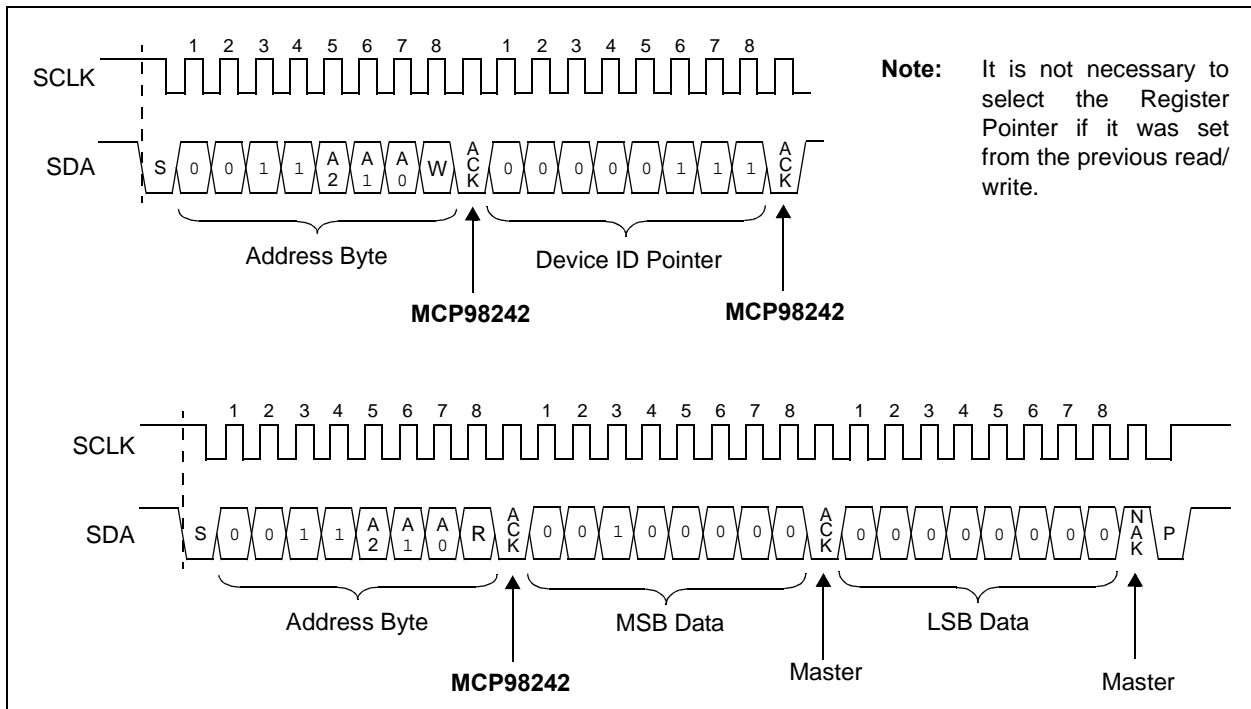 1 2 3 4 5 6 7 8 1 2 3 4 5 6 7 8
SCLK
SDA S 0 0 1 1 A2 A1 A0 W ACK 0 0 0 0 0 1 1 1 ACK
Address Byte Device ID Pointer
MCP98242 MCP98242
Note: It is not necessary to
select the Register
Pointer if it was set
from the previous read/
write.
1 2 3 4 5 6 7 8 1 2 3 4 5 6 7 8 1 2 3 4 5 6 7 8
SCLK
SDA S 0 0 1 1 A2 A1 A0 R ACK 0 0 1 0 0 0 0 0 ACK 0 0 0 0 0 0 0 0 NAK P
Address Byte MSB Data LSB Data
MCP98242 Master Master